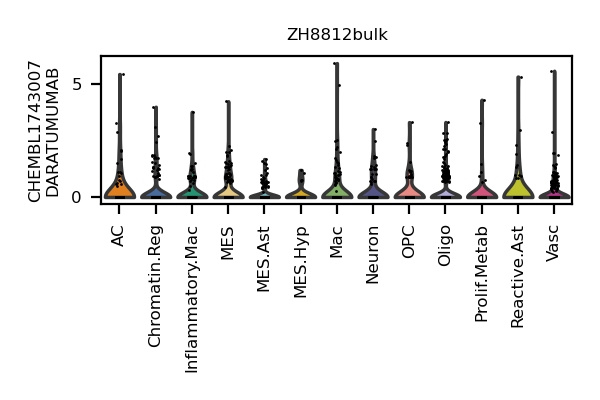 ZH8812bulk
CHEMBL1743007
DARATUMUMAB
5
0
AC
Chromatin.Reg
Inflammatory.Mac
MES
MES.Ast
MES.Hyp
Mac
Neuron
OPC
Oligo
Prolif.Metab
Reactive.Ast
Vasc